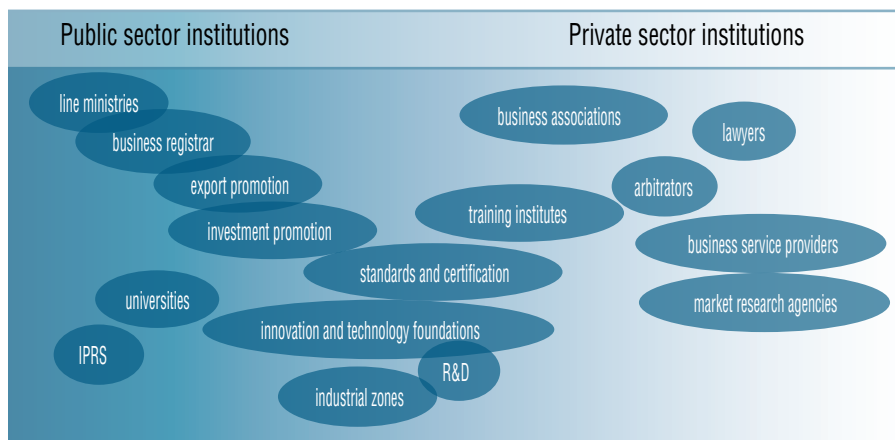 Public sector institutions
Private sector institutions
line ministries
business associations
lawyers
business registrar
export promotion
arbitrators
training institutes
investment promotion
business service providers
standards and certification
universities
market research agencies
innovation and technology foundations
IPRS
R&D
industrial zones